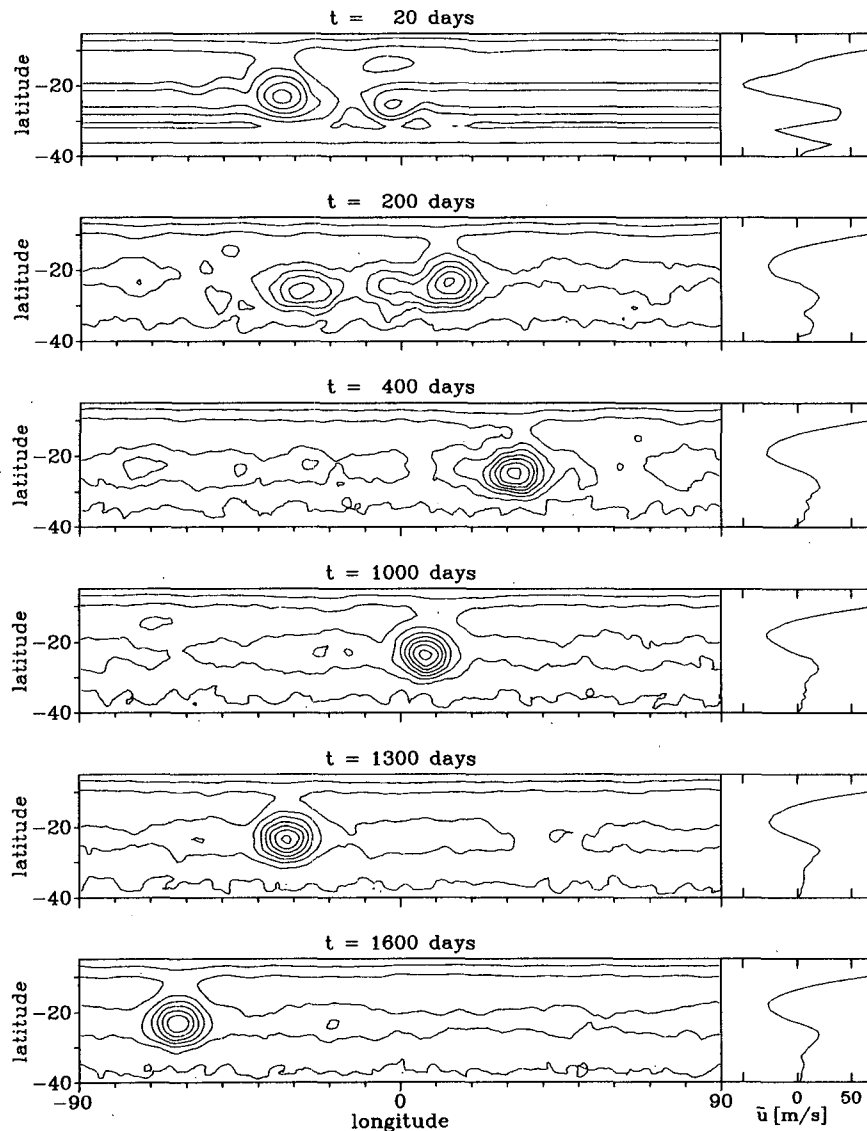 t = 20 days
latitude
-20
-40
t = 200 days
latitude
-20
-40
t = 400 days
latitude
-20
-40
t = 1000 days
latitude
-20
-40
t = 1300 days
latitude
-20
-40
t = 1600 days
latitude
-20
-40
-90 0 90 0 50
longitude ũ [m/s]